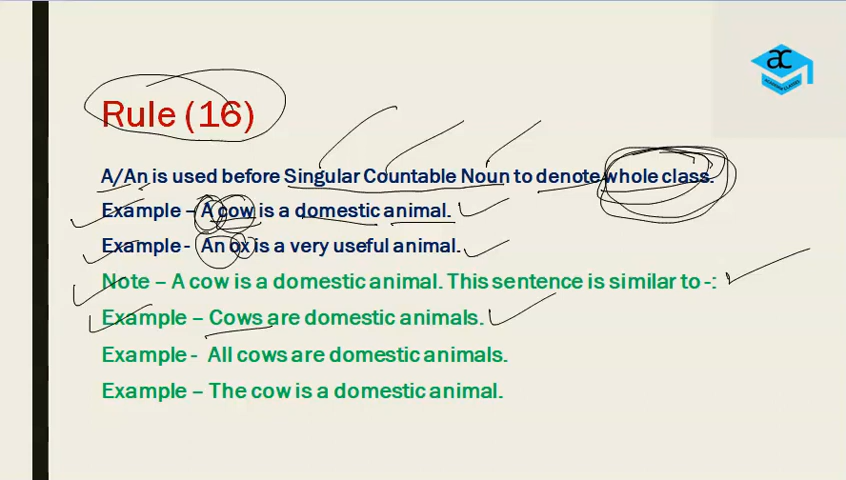 ac
Rule (16)
A/An is used before Singular Countable Noun to denote whole class.
Example – A cow is a domestic animal.
Example - An ox is a very useful animal.
Note – A cow is a domestic animal. This sentence is similar to -:
Example – Cows are domestic animals.
Example - All cows are domestic animals.
Example – The cow is a domestic animal.